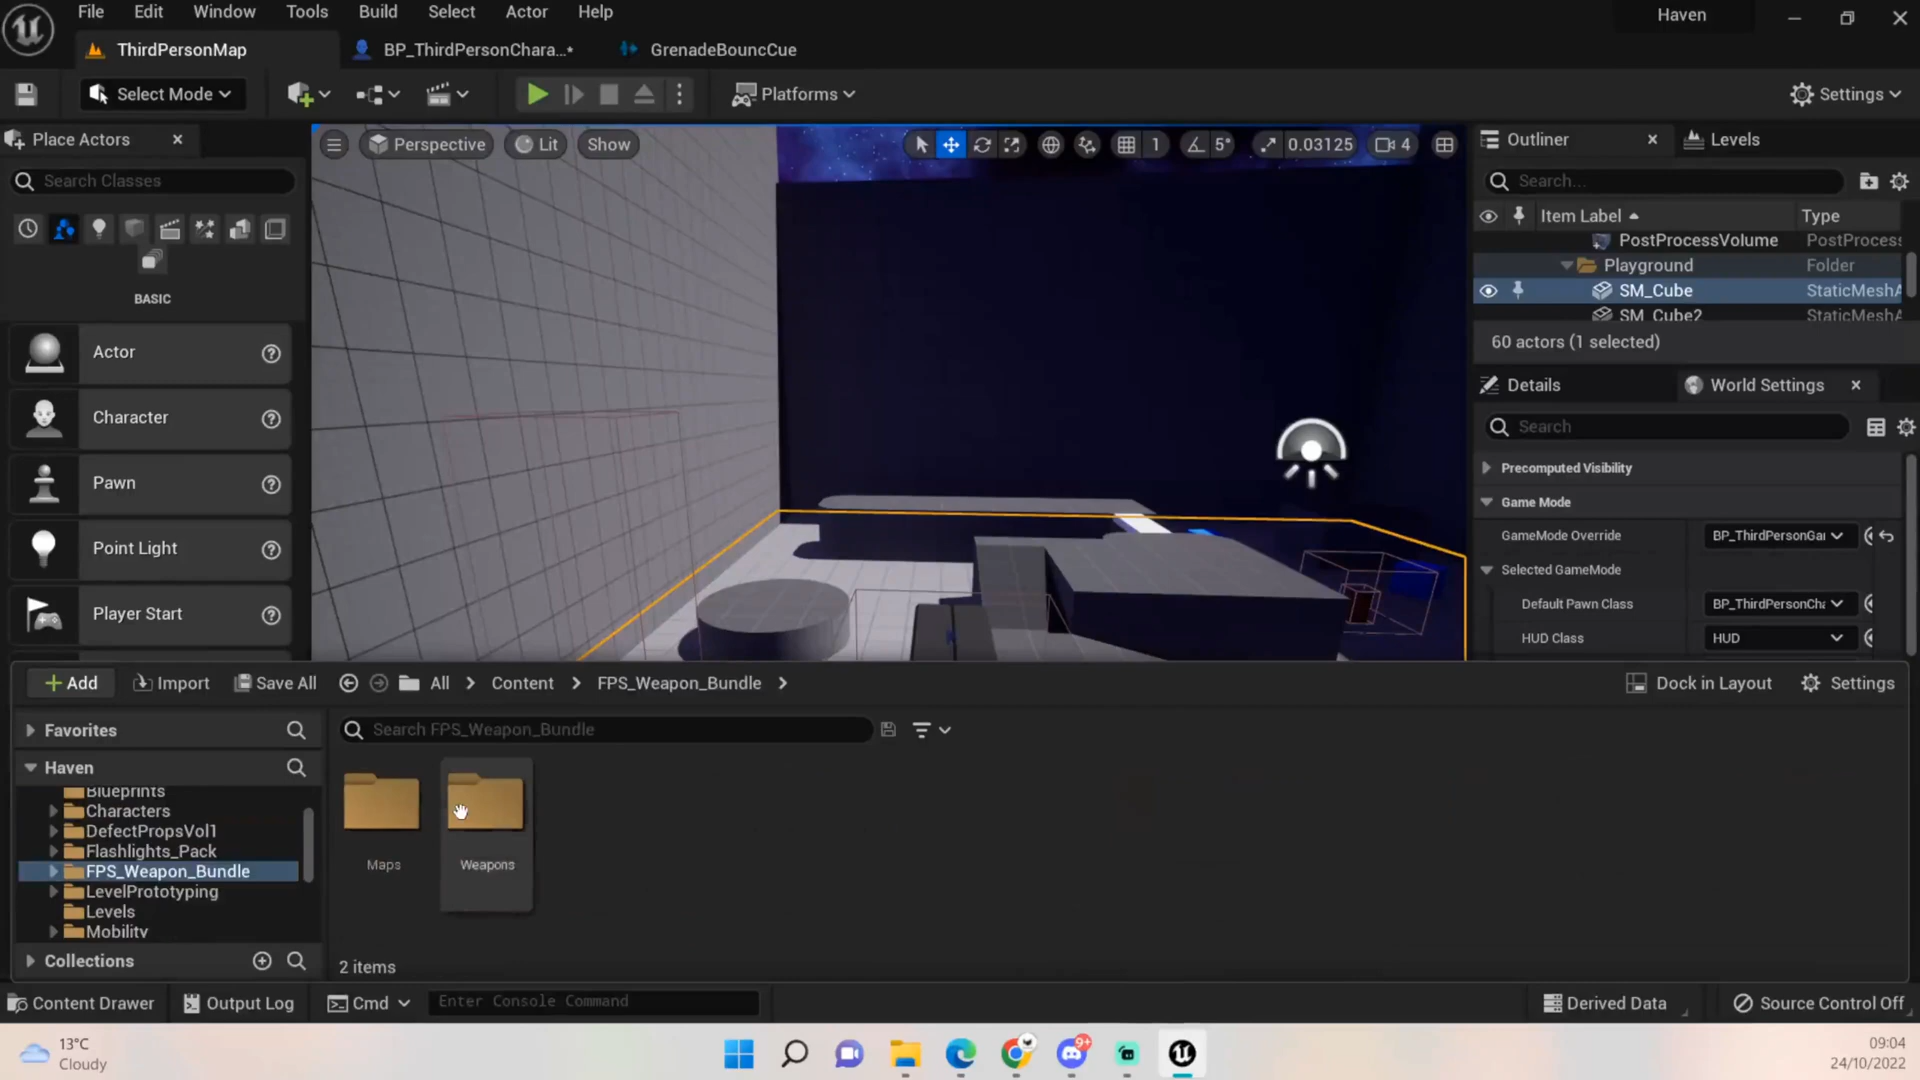 File Edit Window Tools Build Select Actor Help
Haven
ThirdPersonMap
BP_ThirdPersonChara...*
GrenadeBouncCue
Select Mode
Platforms
Settings
Place Actors
Perspective
Lit
Show
1
5°
0.03125
4
Outliner
Levels
Search Classes
Search...
Item Label
Type
PostProcessVolume
PostProcess
Playground
Folder
SM_Cube
StaticMeshA
SM_Cube2
StaticMeshA
60 actors (1 selected)
BASIC
Actor
Character
Pawn
Point Light
Player Start
Details
World Settings
Search
Precomputed Visibility
Game Mode
GameMode Override
BP_ThirdPersonGa
Selected GameMode
Default Pawn Class
BP_ThirdPersonCh
HUD Class
HUD
Add
Import
Save All
All
Content
FPS_Weapon_Bundle
Dock in Layout
Settings
Favorites
Search FPS_Weapon_Bundle
Haven
Blueprints
Characters
DefectPropsVol1
Flashlights_Pack
FPS_Weapon_Bundle
LevelPrototyping
Levels
Mobility
Collections
Maps
Weapons
2 items
Content Drawer
Output Log
Cmd
Enter Console Command
Derived Data
Source Control Off
13°C
Cloudy
9+
09:04
24/10/2022